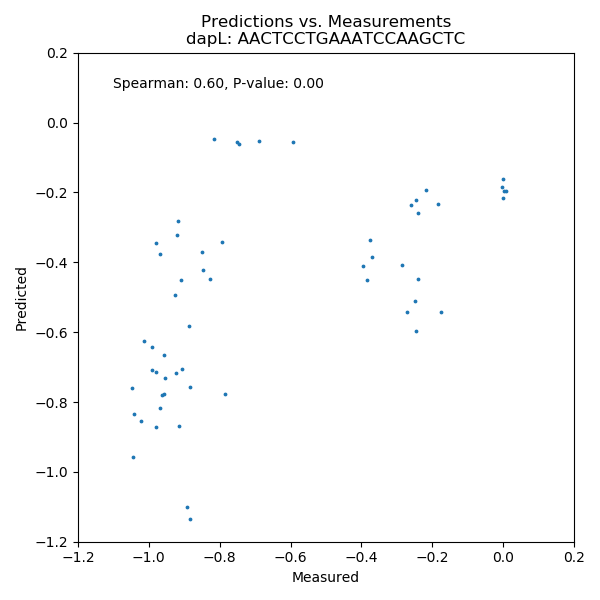 Predictions vs. Measurements
dapL: AACTCCTGAAATCCAAGCTC
Spearman: 0.60, P-value: 0.00
0.2
0.0
−0.2
−0.4
−0.6
−0.8
−1.0
−1.2
Predicted
−1.2 −1.0 −0.8 −0.6 −0.4 −0.2 0.0 0.2
Measured